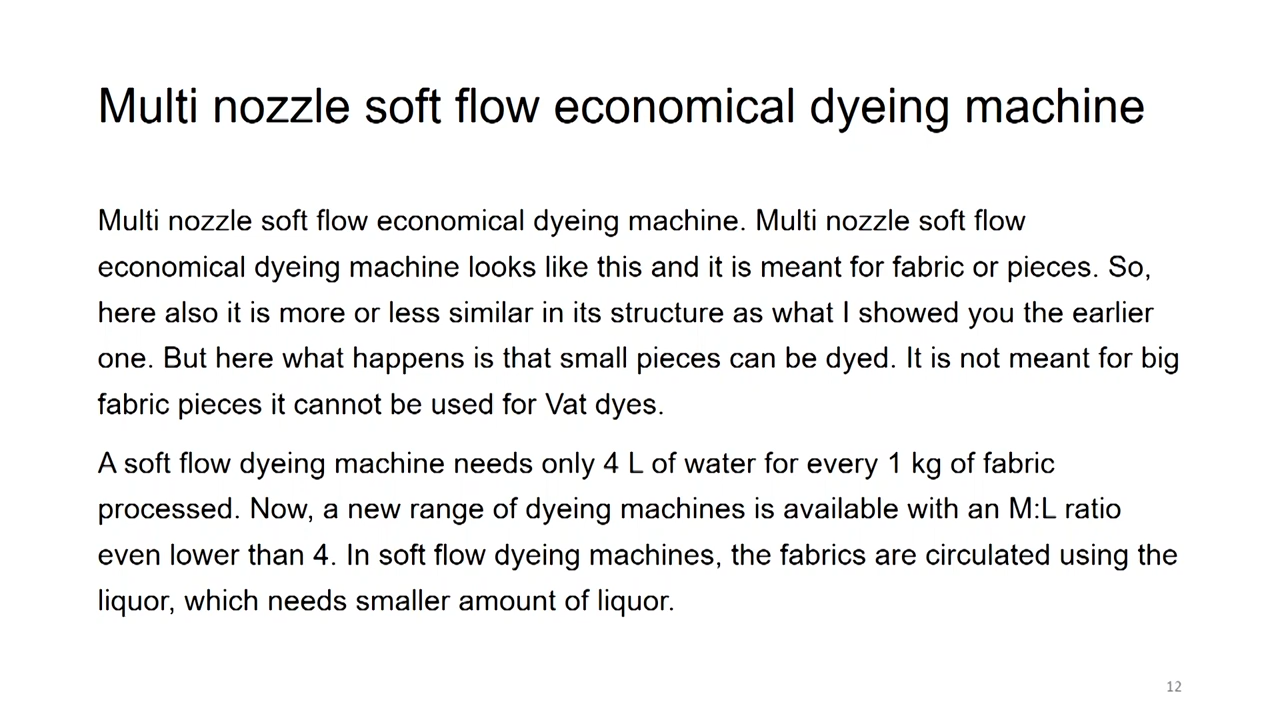 Multi nozzle soft flow economical dyeing machine
Multi nozzle soft flow economical dyeing machine. Multi nozzle soft flow
economical dyeing machine looks like this and it is meant for fabric or pieces. So,
here also it is more or less similar in its structure as what I showed you the earlier
one. But here what happens is that small pieces can be dyed. It is not meant for big
fabric pieces it cannot be used for Vat dyes.
A soft flow dyeing machine needs only 4 L of water for every 1 kg of fabric
processed. Now, a new range of dyeing machines is available with an M:L ratio
even lower than 4. In soft flow dyeing machines, the fabrics are circulated using the
liquor, which needs smaller amount of liquor.
12